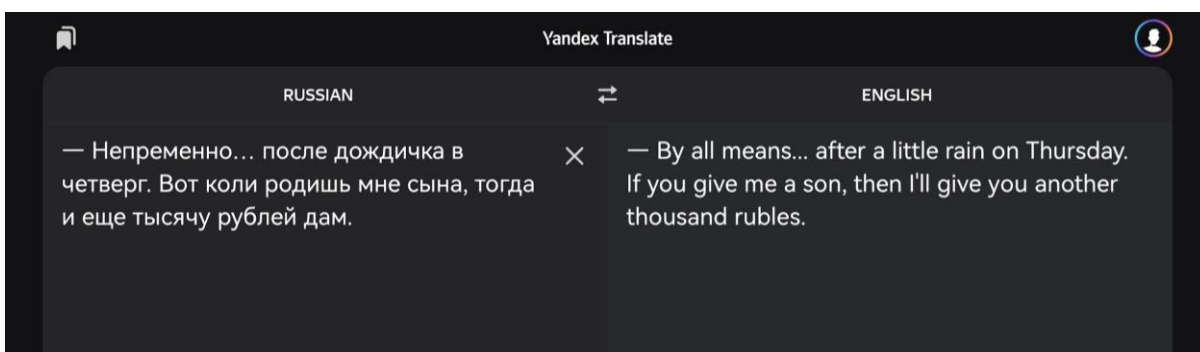 Yandex Translate
RUSSIAN
ENGLISH
— Непременно… после дождичка в
четверг. Вот коли родишь мне сына, тогда
и еще тысячу рублей дам.
— By all means... after a little rain on Thursday.
If you give me a son, then I'll give you another
thousand rubles.